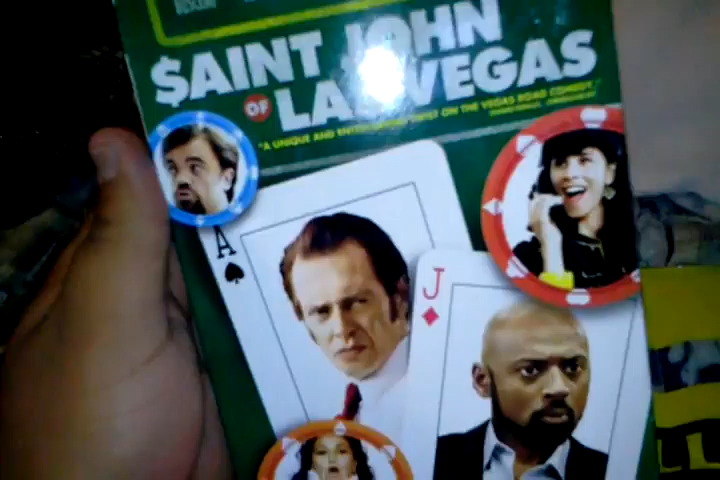 $AINT JOHN
OF LAS VEGAS
"A UNIQUE AND ENTERTAINING TWIST ON THE VEGAS ROAD COMEDY."
A
J